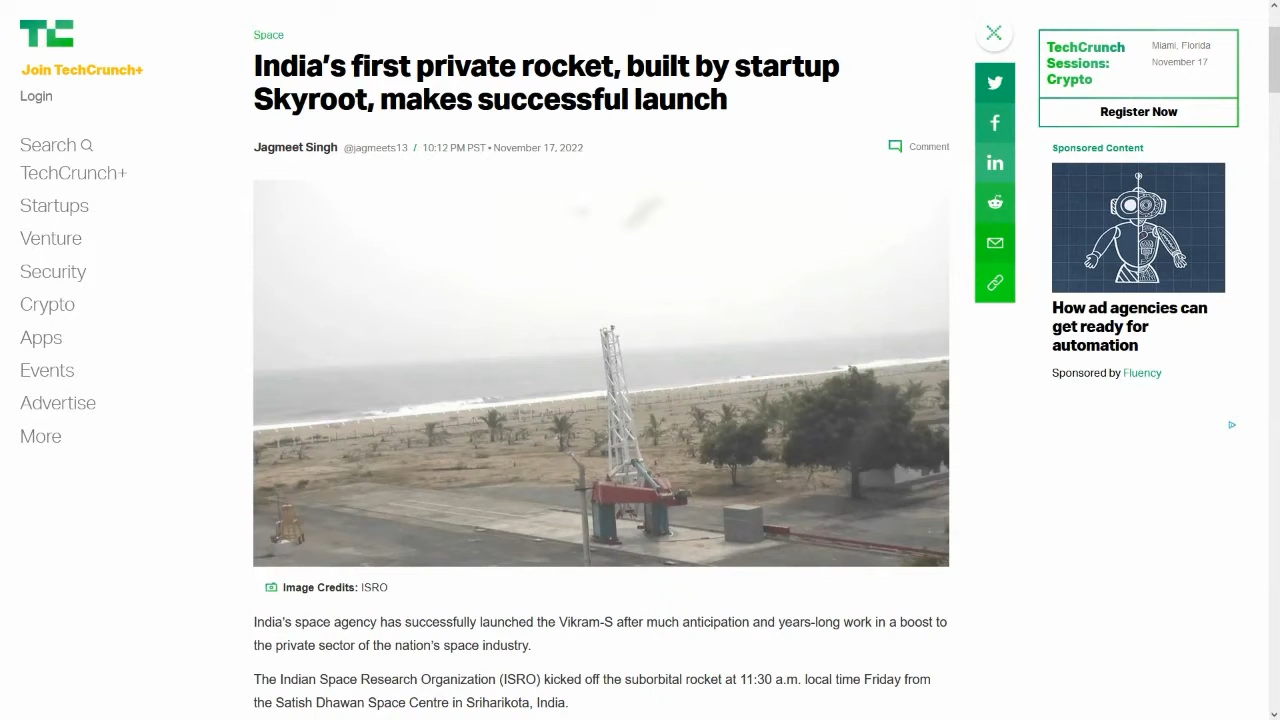 TC
Join TechCrunch+
Login
Search
TechCrunch+
Startups
Venture
Security
Crypto
Apps
Events
Advertise
More
Space
India's first private rocket, built by startup
Skyroot, makes successful launch
Jagmeet Singh @jagmeets13 / 10:12 PM PST • November 17, 2022
Comment
Image Credits: ISRO
India's space agency has successfully launched the Vikram-S after much anticipation and years-long work in a boost to
the private sector of the nation's space industry.
The Indian Space Research Organization (ISRO) kicked off the suborbital rocket at 11:30 a.m. local time Friday from
the Satish Dhawan Space Centre in Sriharikota, India.
TechCrunch
Sessions:
Crypto
Miami, Florida
November 17
Register Now
Sponsored Content
How ad agencies can
get ready for
automation
Sponsored by Fluency